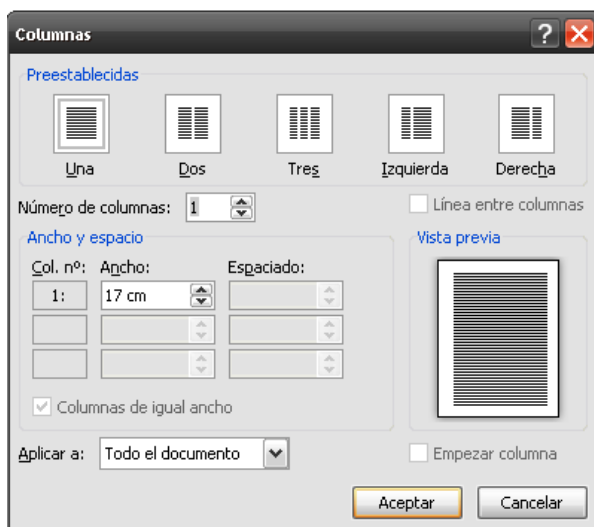 Columnas
Preestablecidas
Una Dos Tres Izquierda Derecha
Número de columnas: 1 Línea entre columnas
Ancho y espacio Vista previa
Col. nº: Ancho: Espaciado:
1: 17 cm
Columnas de igual ancho
Aplicar a: Todo el documento Empezar columna
Aceptar Cancelar